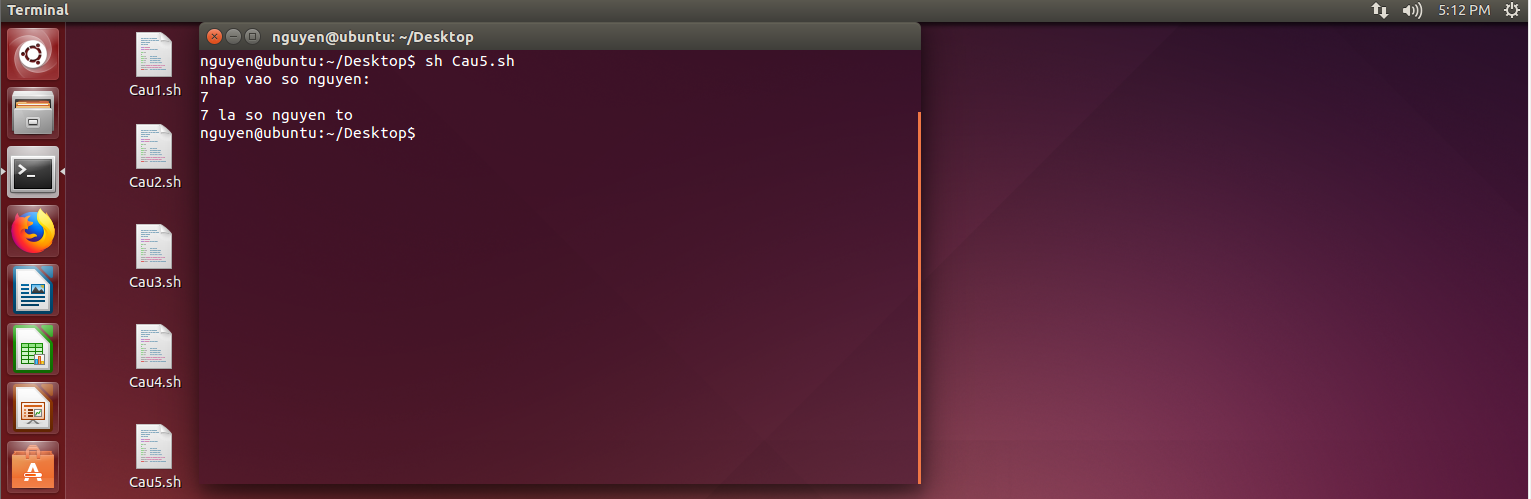 Terminal
5:12 PM
nguyen@ubuntu: ~/Desktop
nguyen@ubuntu:~/Desktop$ sh Cau5.sh
nhap vao so nguyen:
7
7 la so nguyen to
nguyen@ubuntu:~/Desktop$
Cau1.sh
Cau2.sh
Cau3.sh
Cau4.sh
Cau5.sh